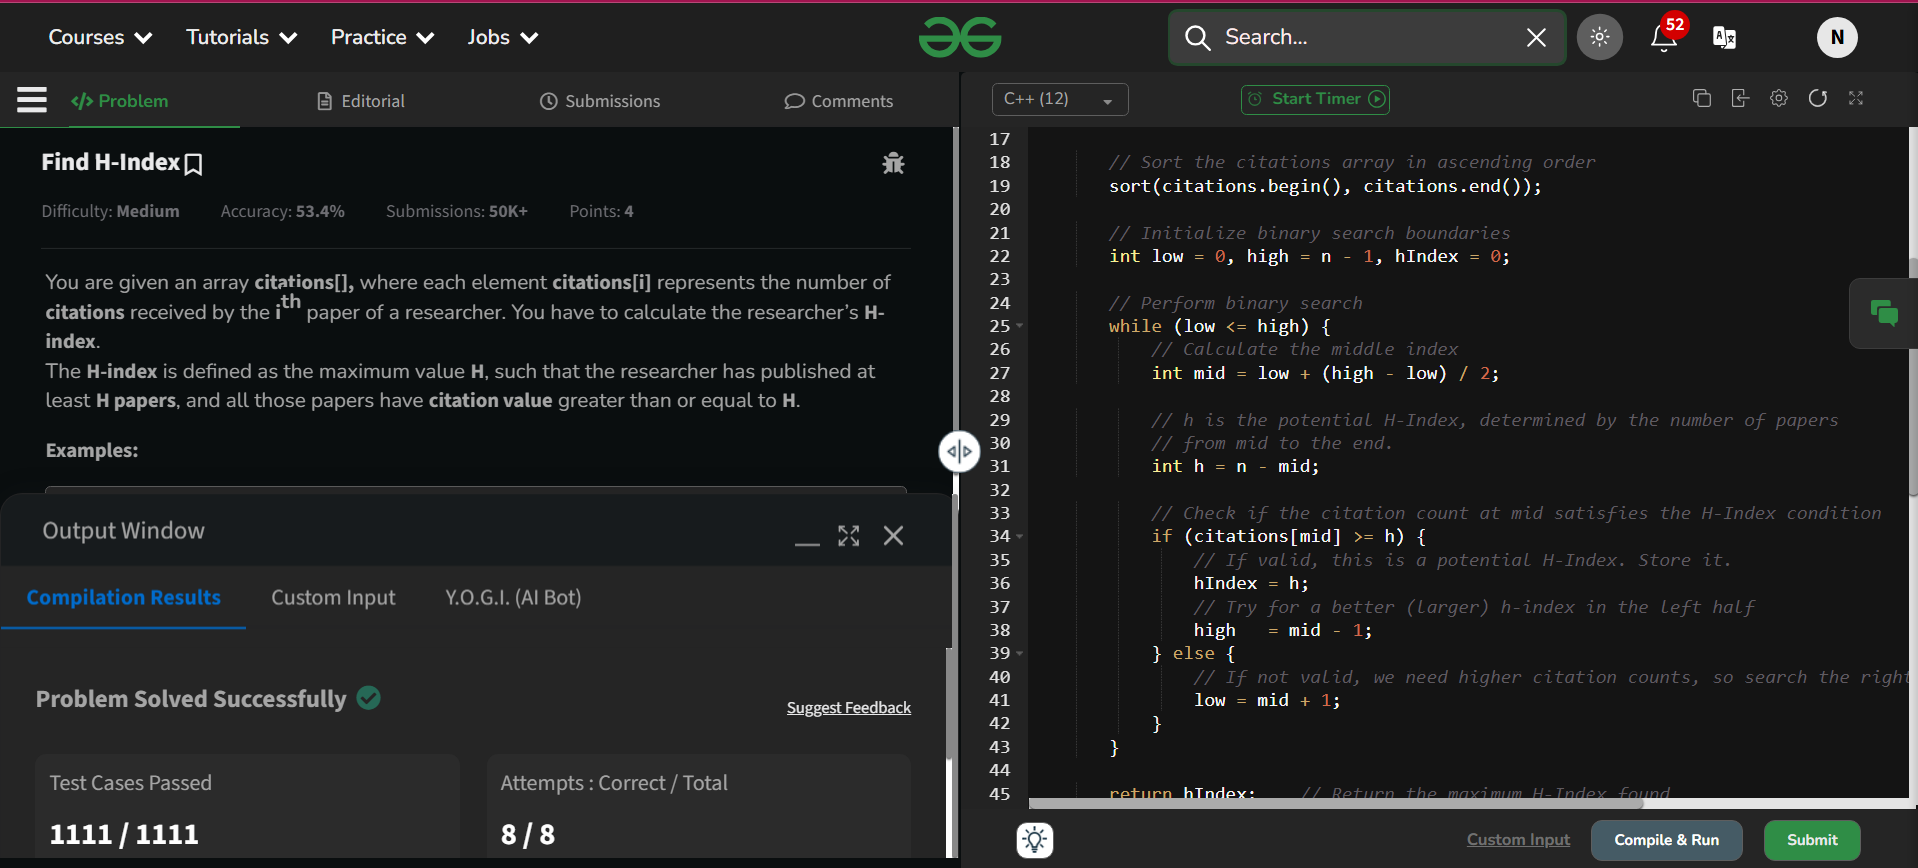 Courses Tutorials Practice Jobs Search... 52 N
Problem Editorial Submissions Comments
Find H-Index
Difficulty: Medium Accuracy: 53.4% Submissions: 50K+ Points: 4
You are given an array citations[], where each element citations[i] represents the number of
citations received by the ith paper of a researcher. You have to calculate the researcher's H-
index.
The H-index is defined as the maximum value H, such that the researcher has published at
least H papers, and all those papers have citation value greater than or equal to H.
Examples:
Output Window
Compilation Results Custom Input Y.O.G.I. (AI Bot)
Problem Solved Successfully
Suggest Feedback
Test Cases Passed
1111 / 1111
Attempts : Correct / Total
8 / 8
C++ (12) Start Timer
17
18 // Sort the citations array in ascending order
19 sort(citations.begin(), citations.end());
20
21 // Initialize binary search boundaries
22 int low = 0, high = n - 1, hIndex = 0;
23
24 // Perform binary search
25 while (low <= high) {
26 // Calculate the middle index
27 int mid = low + (high - low) / 2;
28
29 // h is the potential H-Index, determined by the number of papers
30 // from mid to the end.
31 int h = n - mid;
32
33 // Check if the citation count at mid satisfies the H-Index condition
34 if (citations[mid] >= h) {
35 // If valid, this is a potential H-Index. Store it.
36 hIndex = h;
37 // Try for a better (larger) h-index in the left half
38 high = mid - 1;
39 } else {
40 // If not valid, we need higher citation counts, so search the right
41 low = mid + 1;
42 }
43 }
44
45 return hIndex; // Return the maximum H-Index found
Custom Input Compile & Run Submit